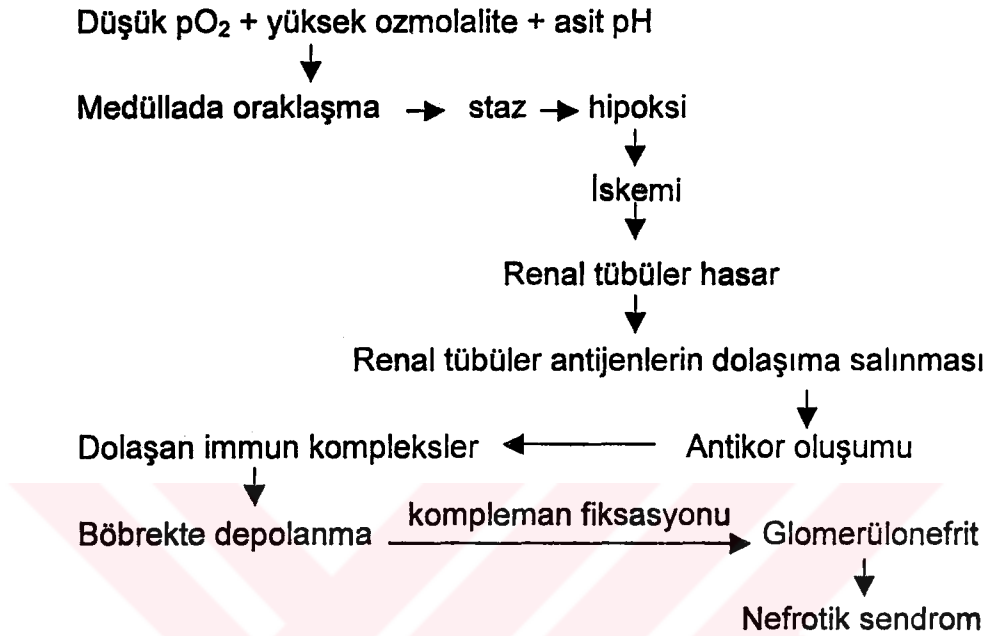 Düşük pO₂ + yüksek ozmolalite + asit pH
Medüllada oraklaşma → staz → hipoksi
İskemi
Renal tübüler hasar
Renal tübüler antijenlerin dolaşıma salınması
Dolaşan immun kompleksler ← Antikor oluşumu
Böbrekte depolanma kompleman fiksasyonu → Glomerülonefrit
Nefrotik sendrom